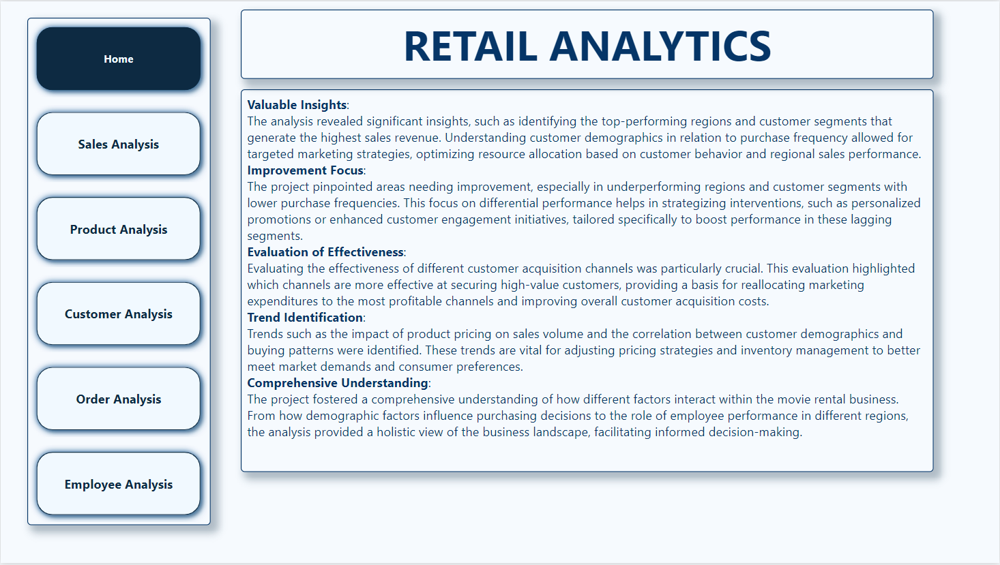 Home
Sales Analysis
Product Analysis
Customer Analysis
Order Analysis
Employee Analysis
RETAIL ANALYTICS
Valuable Insights:
The analysis revealed significant insights, such as identifying the top-performing regions and customer segments that
generate the highest sales revenue. Understanding customer demographics in relation to purchase frequency allowed for
targeted marketing strategies, optimizing resource allocation based on customer behavior and regional sales performance.
Improvement Focus:
The project pinpointed areas needing improvement, especially in underperforming regions and customer segments with
lower purchase frequencies. This focus on differential performance helps in strategizing interventions, such as personalized
promotions or enhanced customer engagement initiatives, tailored specifically to boost performance in these lagging
segments.
Evaluation of Effectiveness:
Evaluating the effectiveness of different customer acquisition channels was particularly crucial. This evaluation highlighted
which channels are more effective at securing high-value customers, providing a basis for reallocating marketing
expenditures to the most profitable channels and improving overall customer acquisition costs.
Trend Identification:
Trends such as the impact of product pricing on sales volume and the correlation between customer demographics and
buying patterns were identified. These trends are vital for adjusting pricing strategies and inventory management to better
meet market demands and consumer preferences.
Comprehensive Understanding:
The project fostered a comprehensive understanding of how different factors interact within the movie rental business.
From how demographic factors influence purchasing decisions to the role of employee performance in different regions,
the analysis provided a holistic view of the business landscape, facilitating informed decision-making.